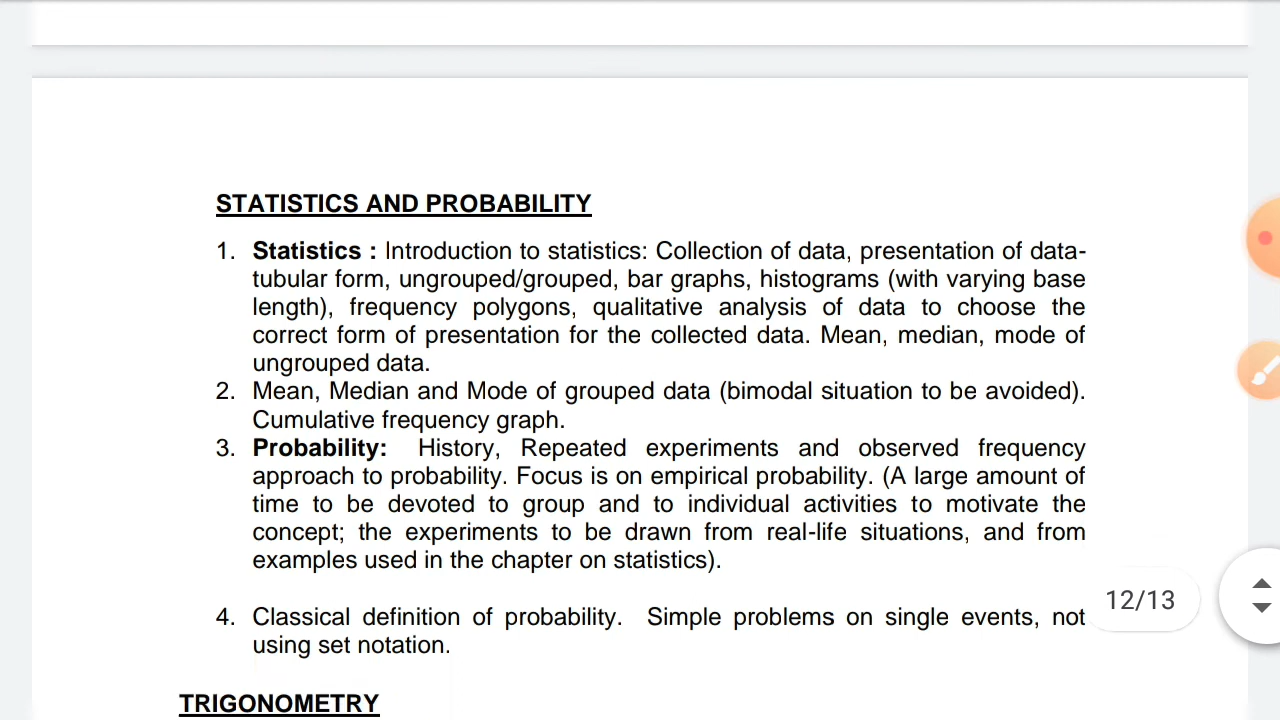 STATISTICS AND PROBABILITY
1. Statistics : Introduction to statistics: Collection of data, presentation of data-
tubular form, ungrouped/grouped, bar graphs, histograms (with varying base
length), frequency polygons, qualitative analysis of data to choose the
correct form of presentation for the collected data. Mean, median, mode of
ungrouped data.
2. Mean, Median and Mode of grouped data (bimodal situation to be avoided).
Cumulative frequency graph.
3. Probability: History, Repeated experiments and observed frequency
approach to probability. Focus is on empirical probability. (A large amount of
time to be devoted to group and to individual activities to motivate the
concept; the experiments to be drawn from real-life situations, and from
examples used in the chapter on statistics).
12/13
4. Classical definition of probability. Simple problems on single events, not
using set notation.
TRIGONOMETRY